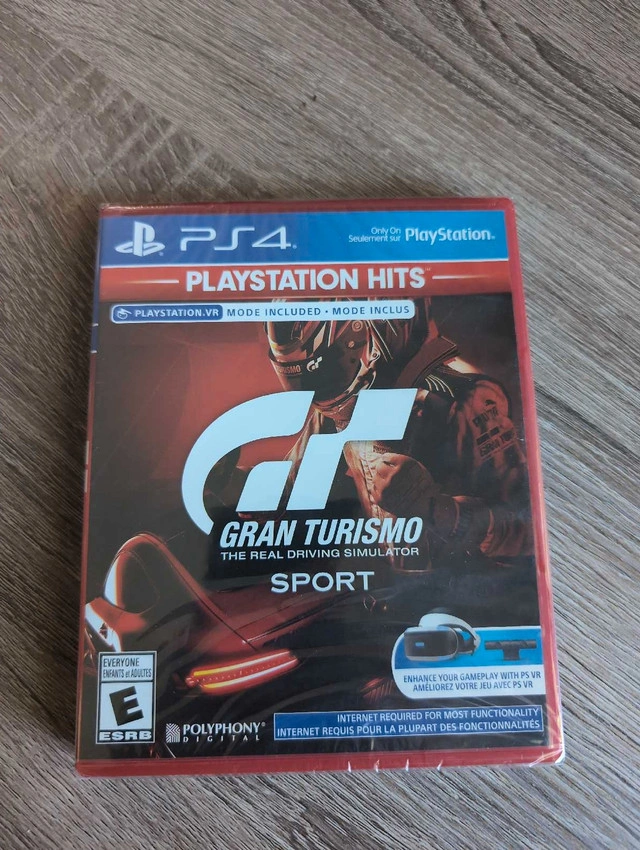 PS4
Only On
Seulement sur PlayStation
PLAYSTATION HITS
PLAYSTATION.VR MODE INCLUDED • MODE INCLUS
GT
GRAN TURISMO
THE REAL DRIVING SIMULATOR
SPORT
ENHANCE YOUR GAMEPLAY WITH PS VR
AMÉLIOREZ VOTRE JEU AVEC PS VR
EVERYONE
ENFANTS et ADULTES
E
ESRB
POLYPHONY®
DIGITAL
INTERNET REQUIRED FOR MOST FUNCTIONALITY
INTERNET REQUIS POUR LA PLUPART DES FONCTIONNALITÉS